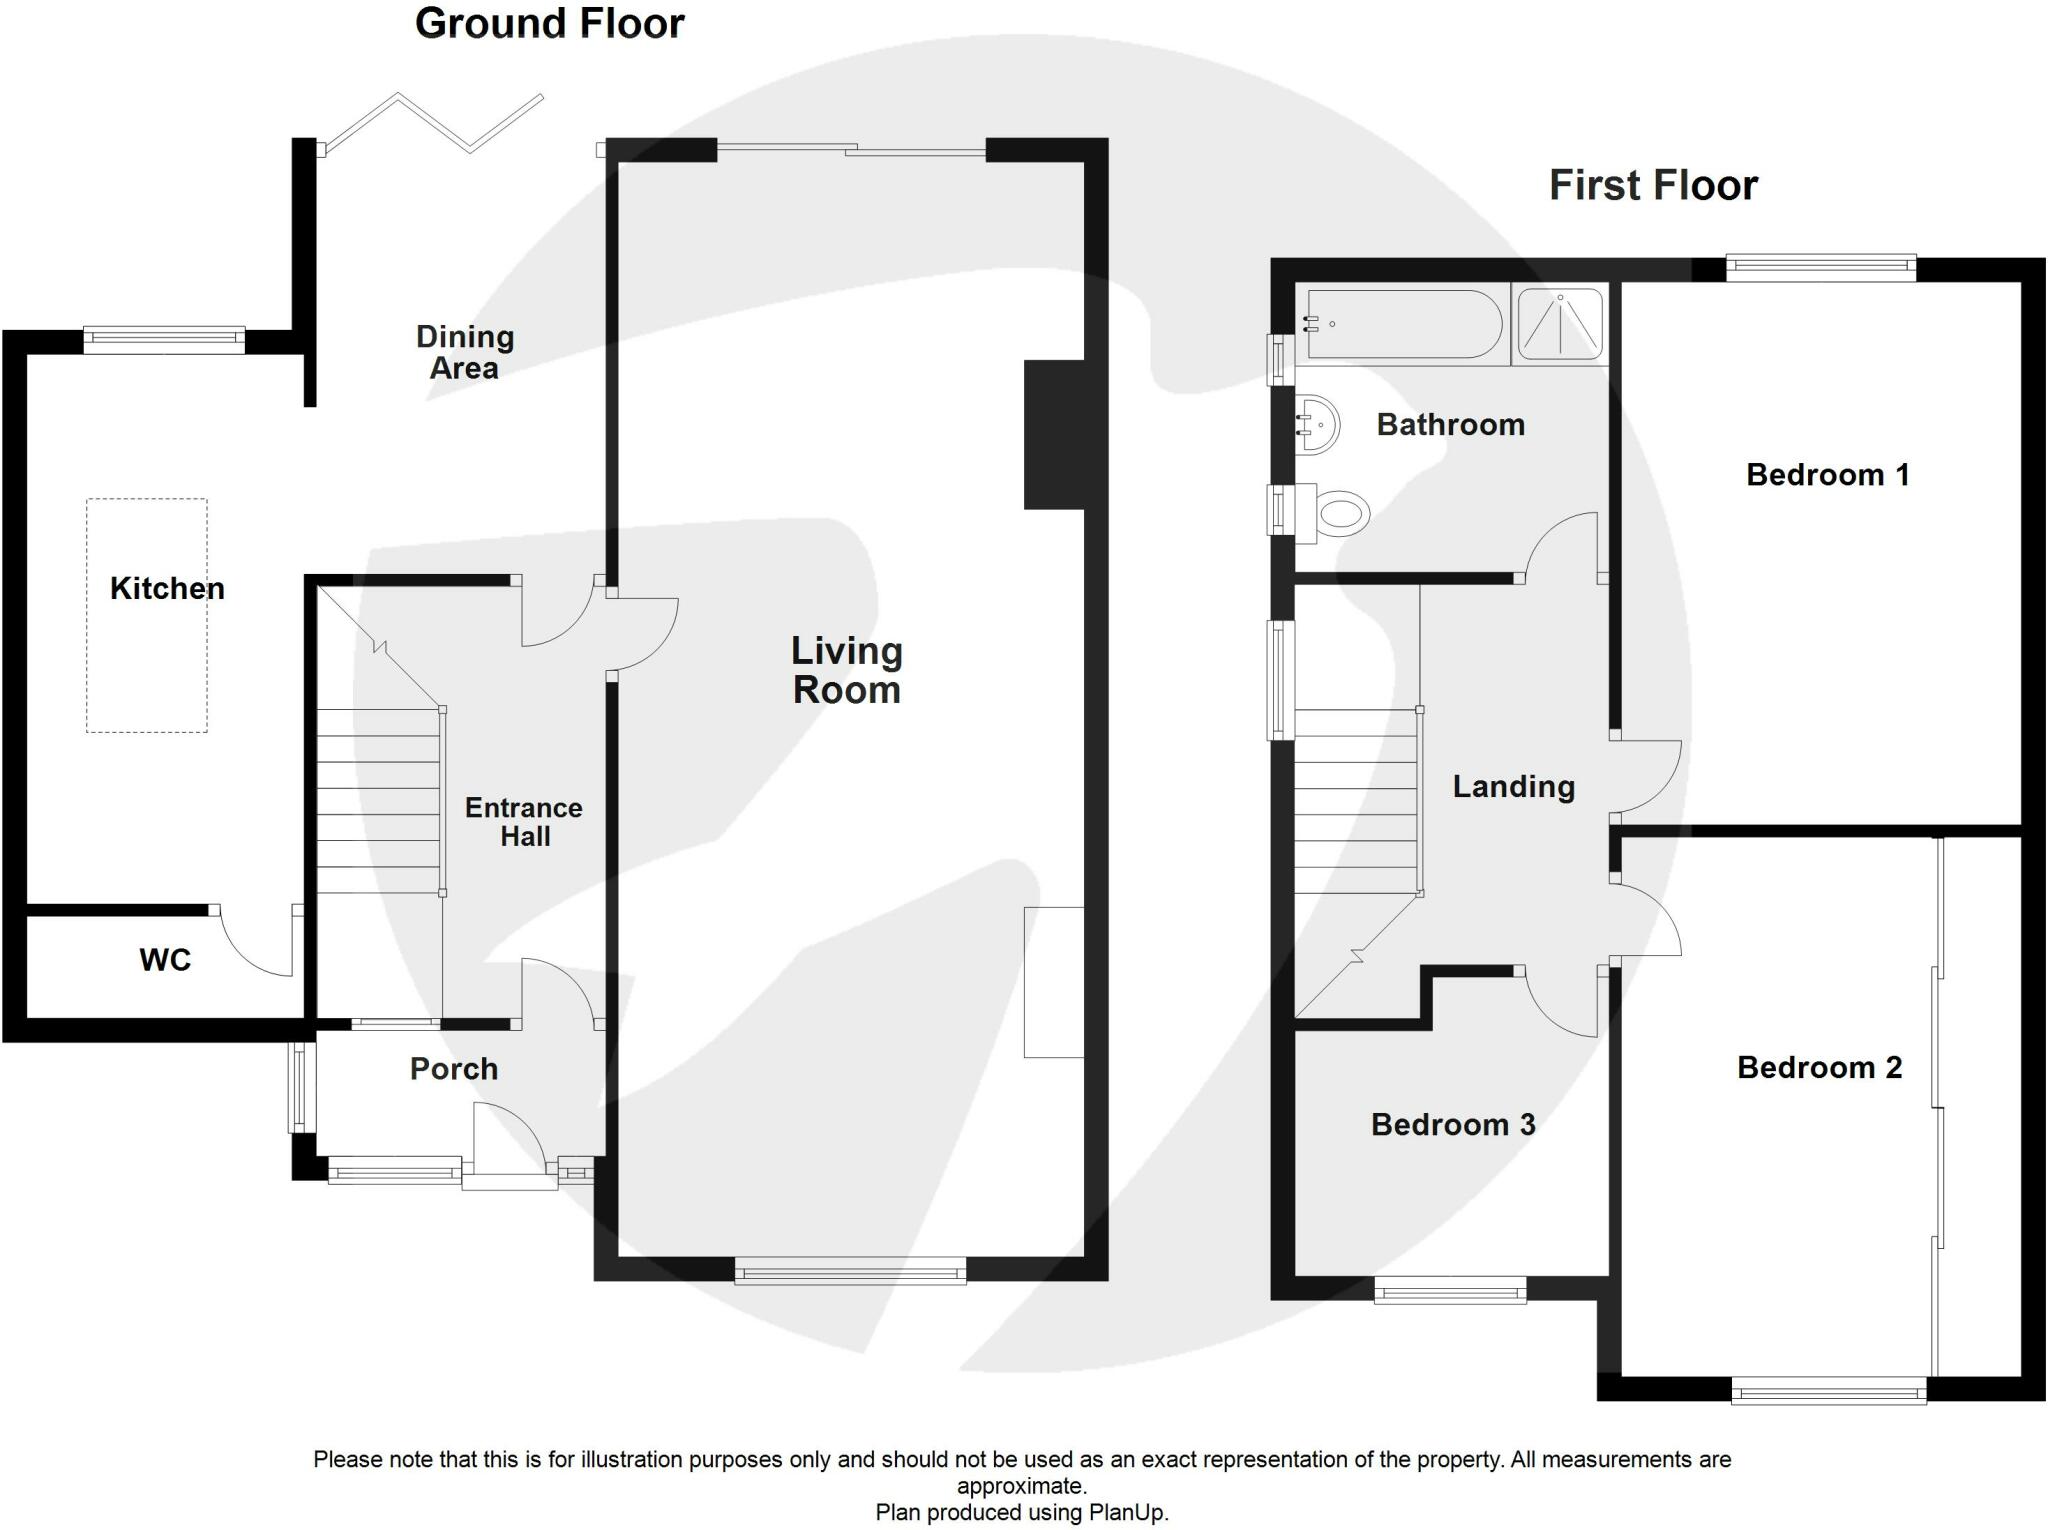 Ground Floor
First Floor
Dining
Area
Bathroom
Bedroom 1
Kitchen
Living
Room
Landing
Entrance
Hall
WC
Porch
Bedroom 2
Bedroom 3
Please note that this is for illustration purposes only and should not be used as an exact representation of the property. All measurements are
approximate.
Plan produced using PlanUp.